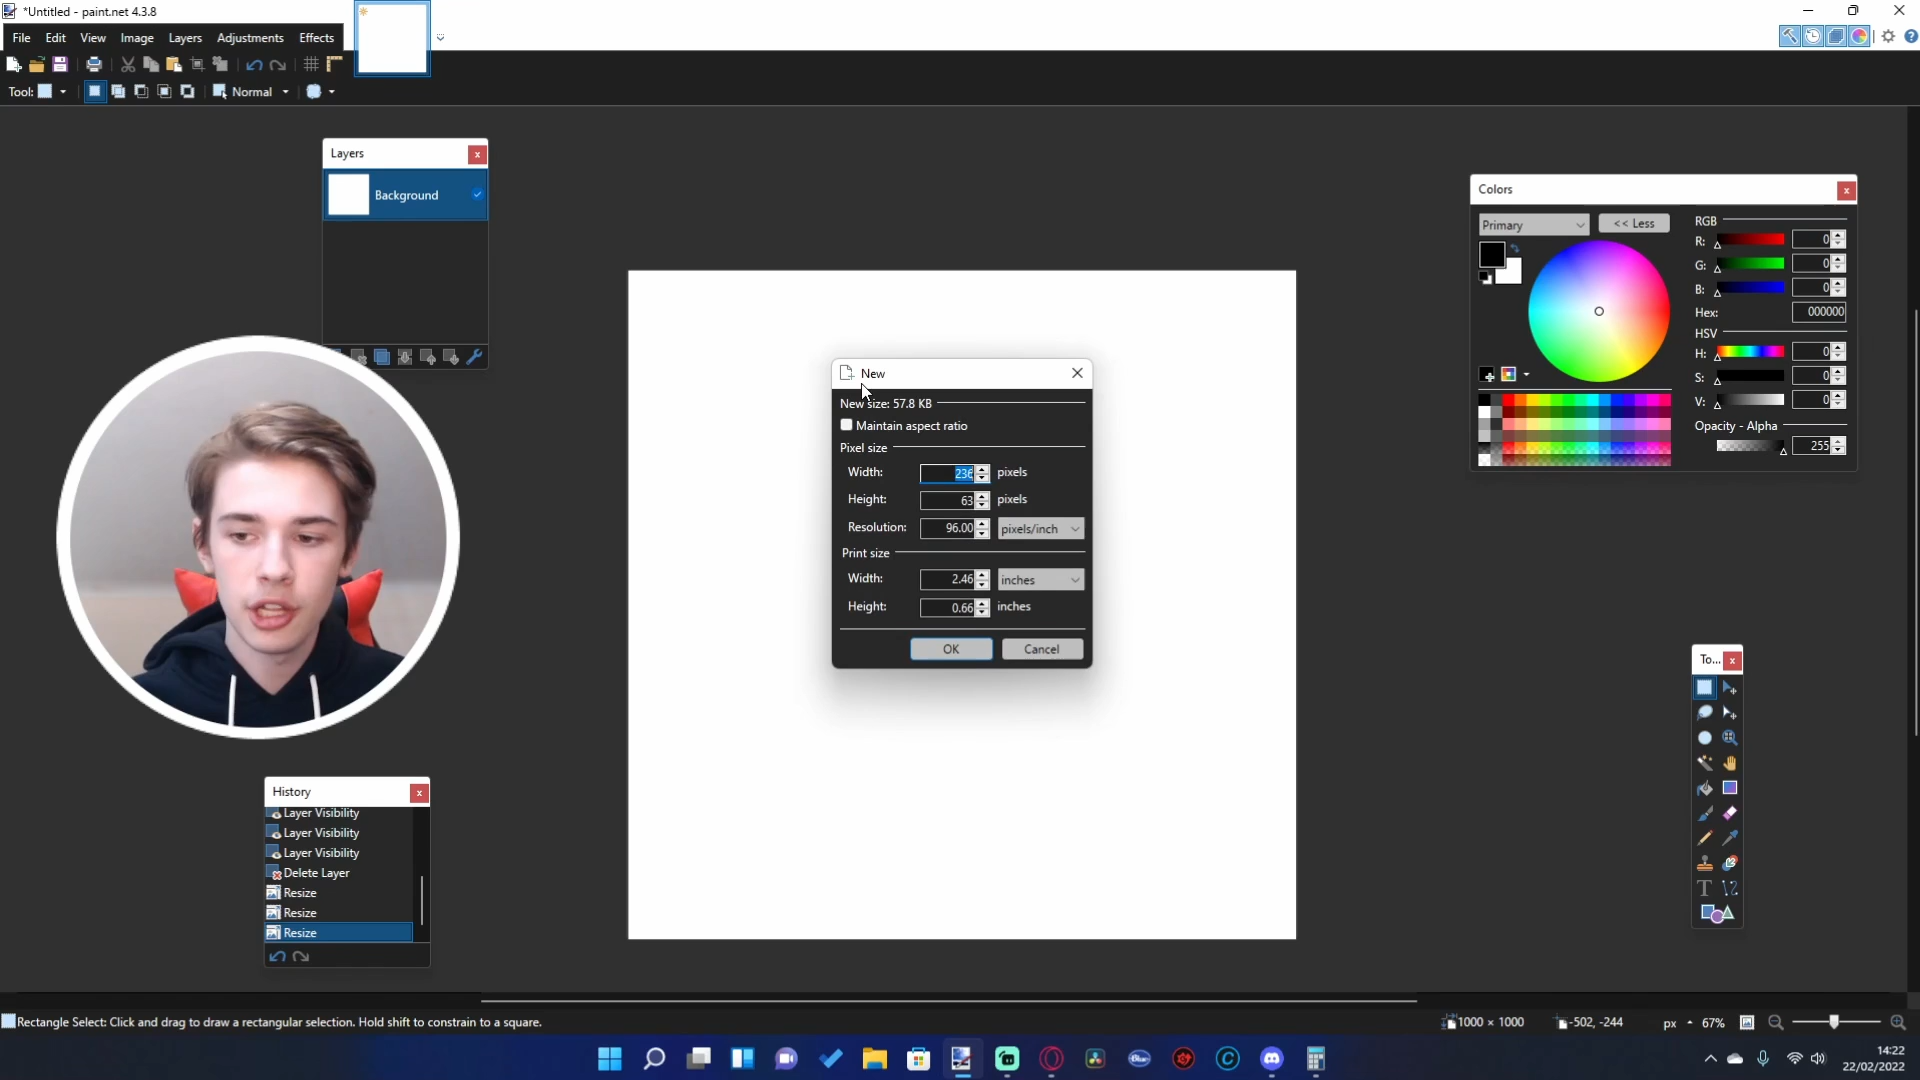 *Untitled - paint.net 4.3.8
File Edit View Image Layers Adjustments Effects
Tool: Normal
Layers
Background
Colors
Primary << Less RGB
R: 0
G: 0
B: 0
Hex: 000000
HSV
H: 0
S: 0
V: 0
Opacity - Alpha
255
New
New size: 57.8 KB
Maintain aspect ratio
Pixel size
Width: 236 pixels
Height: 63 pixels
Resolution: 96.00 pixels/inch
Print size
Width: 2.46 inches
Height: 0.66 inches
OK Cancel
To...
History
Layer Visibility
Layer Visibility
Layer Visibility
Delete Layer
Resize
Resize
Resize
Rectangle Select: Click and drag to draw a rectangular selection. Hold shift to constrain to a square. 1000 × 1000 -502, -244 px 67%
14:22
22/02/2022